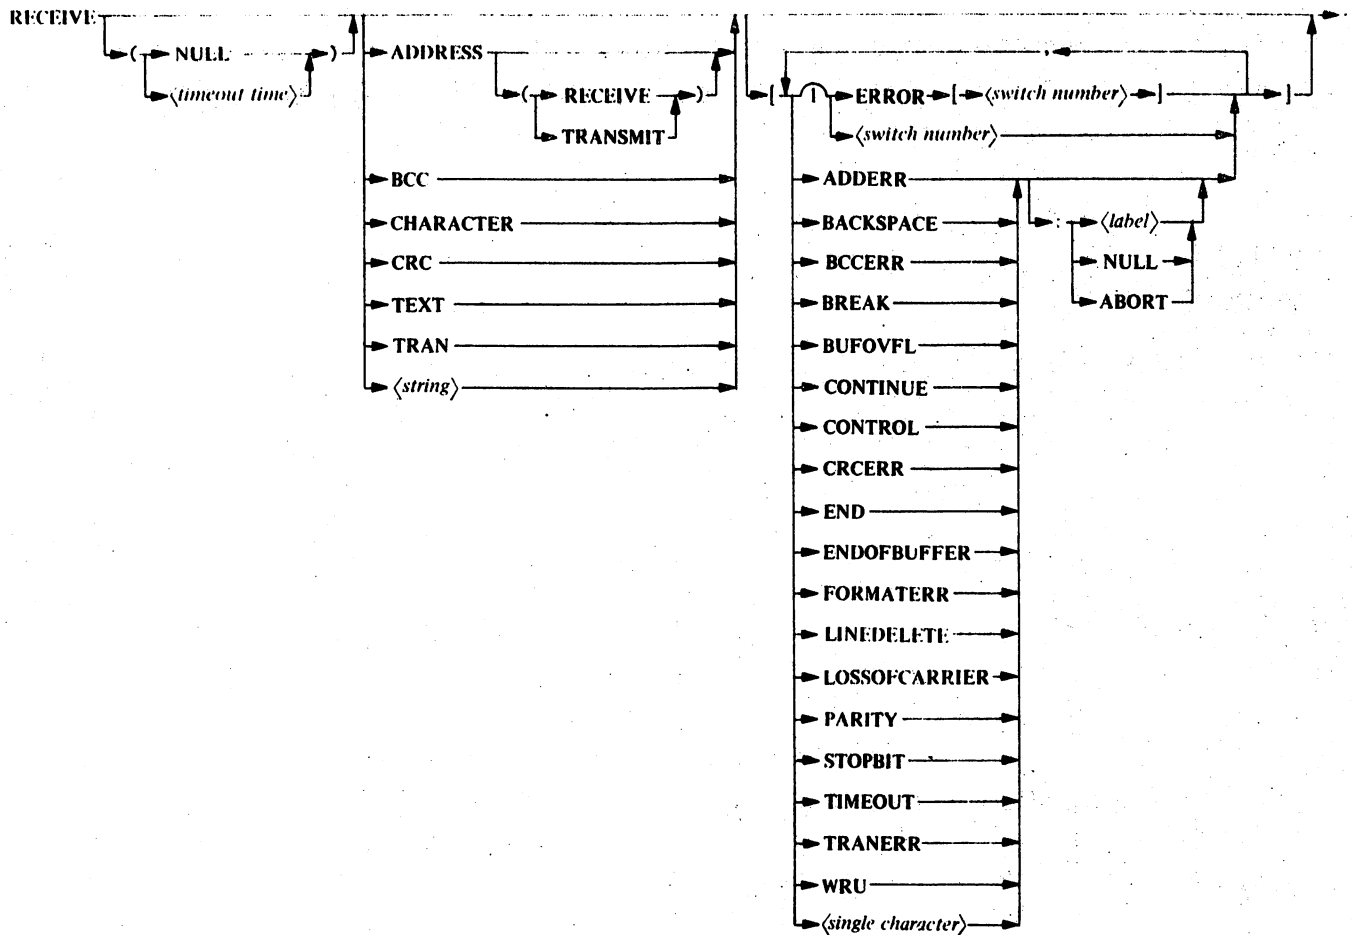 RECEIVE
( NULL )
<timeout time>
ADDRESS
( RECEIVE )
TRANSMIT
BCC
CHARACTER
CRC
TEXT
TRAN
<string>
,
[ 1 ERROR [ <switch number> ] ]
<switch number>
ADDERR
BACKSPACE
: <label>
BCCERR
NULL
BREAK
ABORT
BUFOVFL
CONTINUE
CONTROL
CRCERR
END
ENDOFBUFFER
FORMATERR
LINEDELETE
LOSSOFCARRIER
PARITY
STOPBIT
TIMEOUT
TRANERR
WRU
<single character>